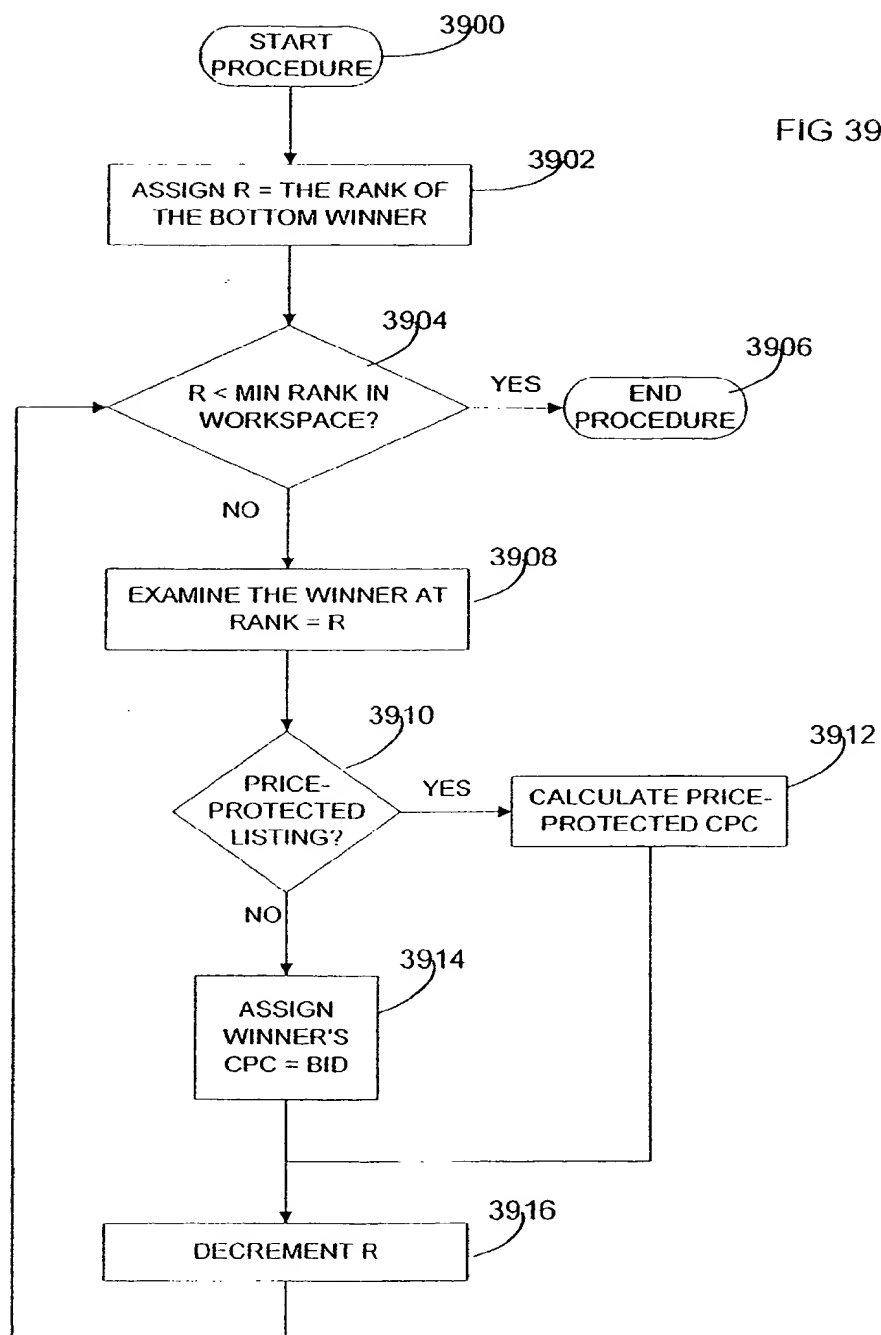 START
PROCEDURE
3900
FIG 39
3902
ASSIGN R = THE RANK OF
THE BOTTOM WINNER
3904
R < MIN RANK IN
WORKSPACE?
YES
3906
END
PROCEDURE
NO
3908
EXAMINE THE WINNER AT
RANK = R
3910
PRICE-
PROTECTED
LISTING?
YES
3912
CALCULATE PRICE-
PROTECTED CPC
NO
3914
ASSIGN
WINNER'S
CPC = BID
3916
DECREMENT R